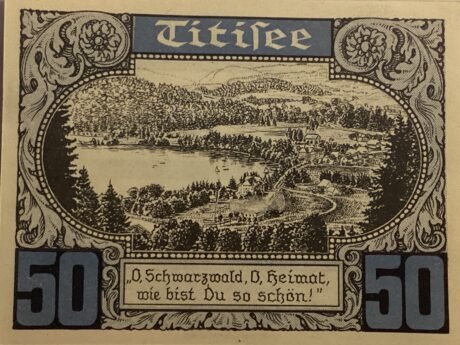 Titisee
50
50
„O, Schwarzwald, O, Heimat,
wie bist Du so schön!"